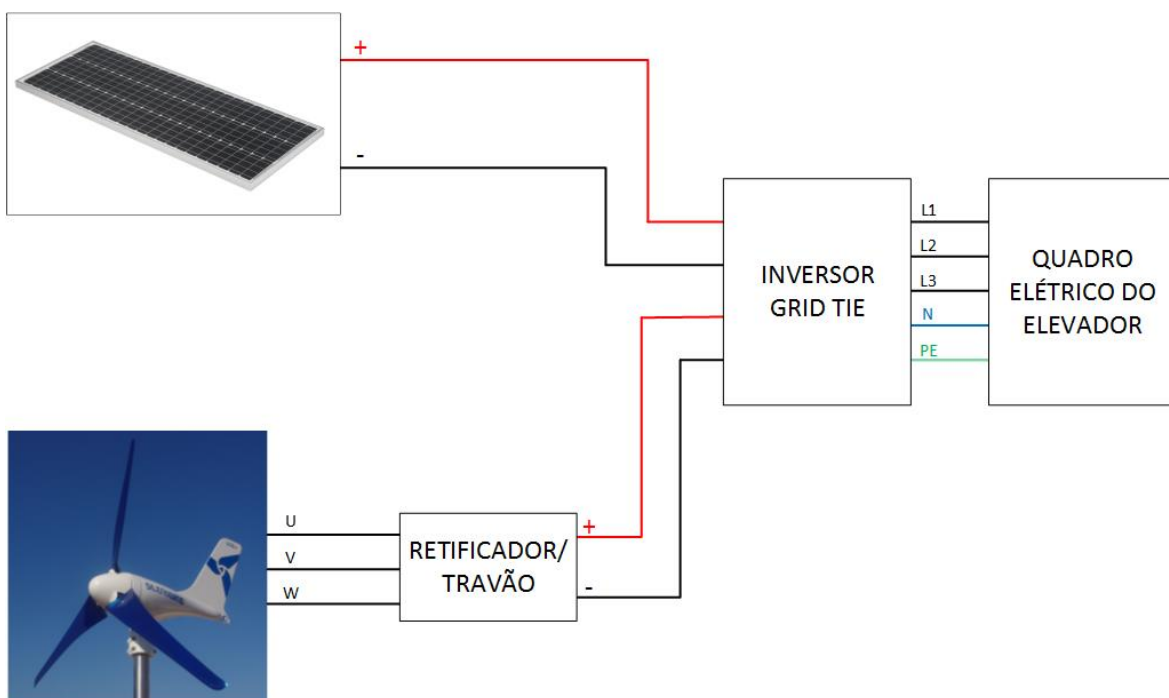 +
-
L1
L2
L3
N
PE
INVERSOR
GRID TIE
QUADRO
ELÉTRICO DO
ELEVADOR
U
V
W
RETIFICADOR/
TRAVÃO
+
-